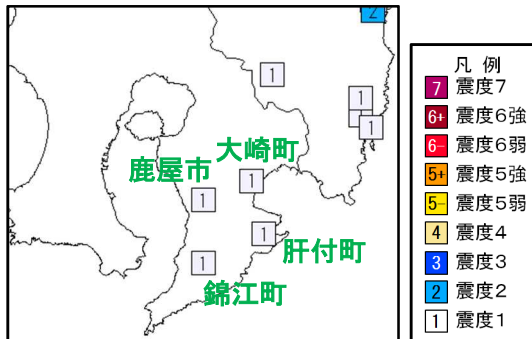 2
1
1
1
大崎町
鹿屋市
1
1
1
肝付町
1
錦江町
凡例
7 震度7
6+ 震度6強
6- 震度6弱
5+ 震度5強
5- 震度5弱
4 震度4
3 震度3
2 震度2
1 震度1